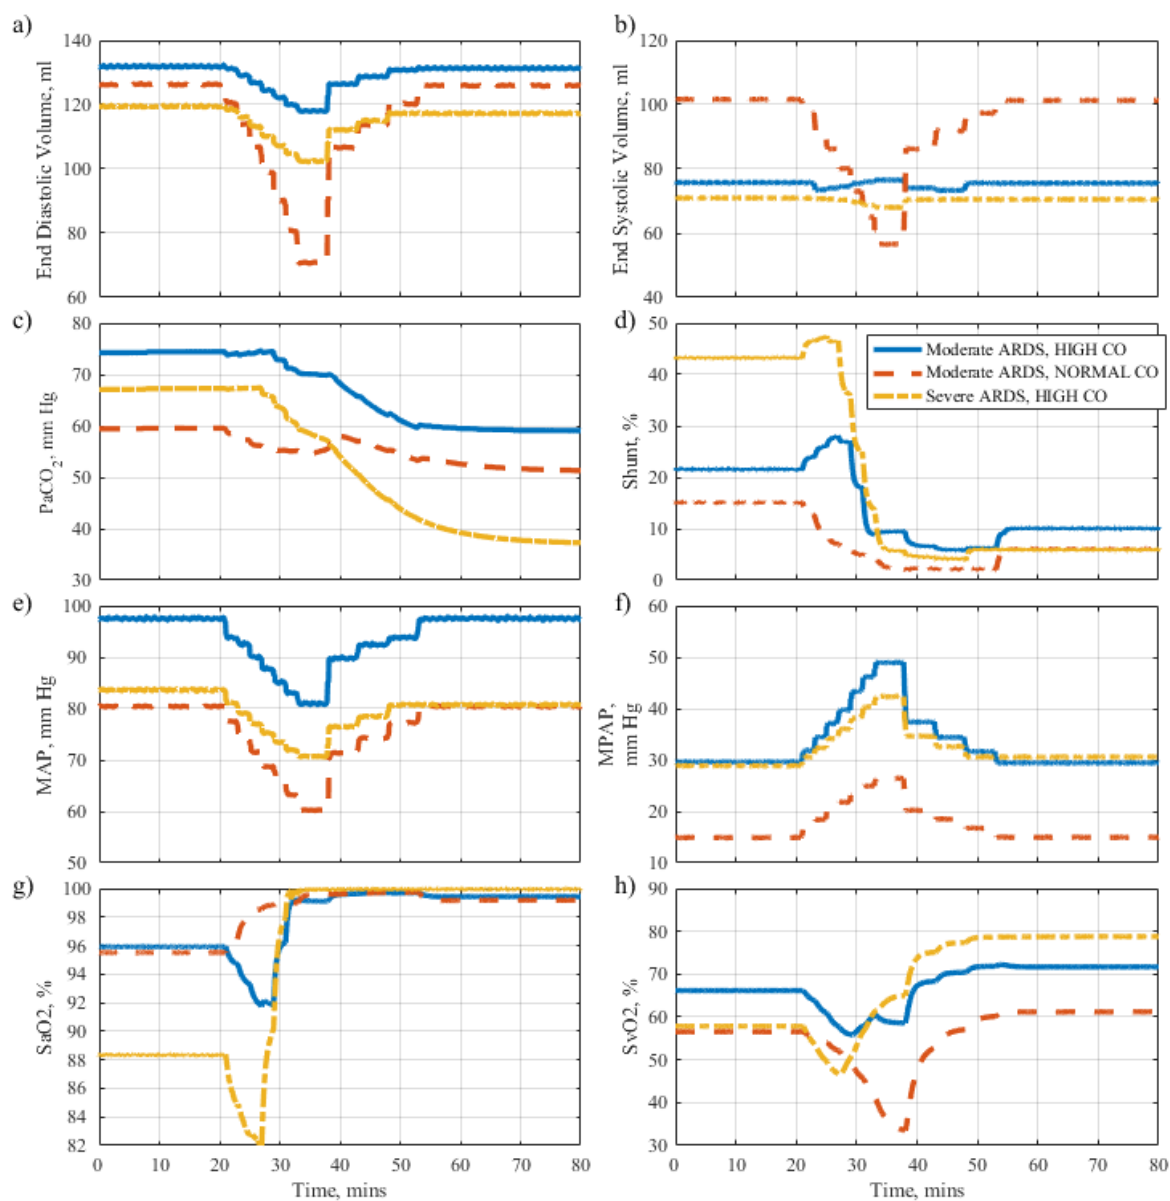 a)
140
120
100
80
60
End Diastolic Volume, ml
b)
120
100
80
60
40
End Systolic Volume, ml
c)
80
70
60
50
40
30
PaCO2, mm Hg
d)
50
40
30
20
10
0
Shunt, %
Moderate ARDS, HIGH CO
Moderate ARDS, NORMAL CO
Severe ARDS, HIGH CO
e)
100
90
80
70
60
50
MAP, mm Hg
f)
60
50
40
30
20
10
MPAP,
mm Hg
g)
100
98
96
94
92
90
88
86
84
82
SaO2, %
0 10 20 30 40 50 60 70 80
Time, mins
h)
90
80
70
60
50
40
30
SvO2, %
0 10 20 30 40 50 60 70 80
Time, mins